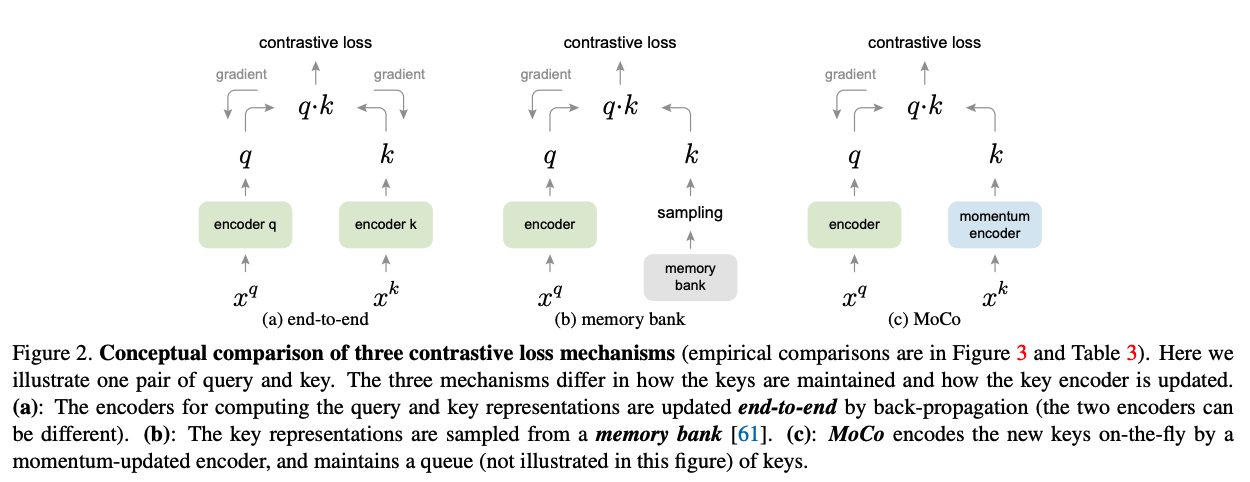 contrastive loss contrastive loss contrastive loss
gradient gradient gradient gradient
q·k q·k q·k
q k q k q k
sampling
encoder q encoder k encoder encoder momentum encoder
memory bank
x^q x^k x^q x^q x^k
(a) end-to-end (b) memory bank (c) MoCo
Figure 2. Conceptual comparison of three contrastive loss mechanisms (empirical comparisons are in Figure 3 and Table 3). Here we
illustrate one pair of query and key. The three mechanisms differ in how the keys are maintained and how the key encoder is updated.
(a): The encoders for computing the query and key representations are updated end-to-end by back-propagation (the two encoders can
be different). (b): The key representations are sampled from a memory bank [61]. (c): MoCo encodes the new keys on-the-fly by a
momentum-updated encoder, and maintains a queue (not illustrated in this figure) of keys.